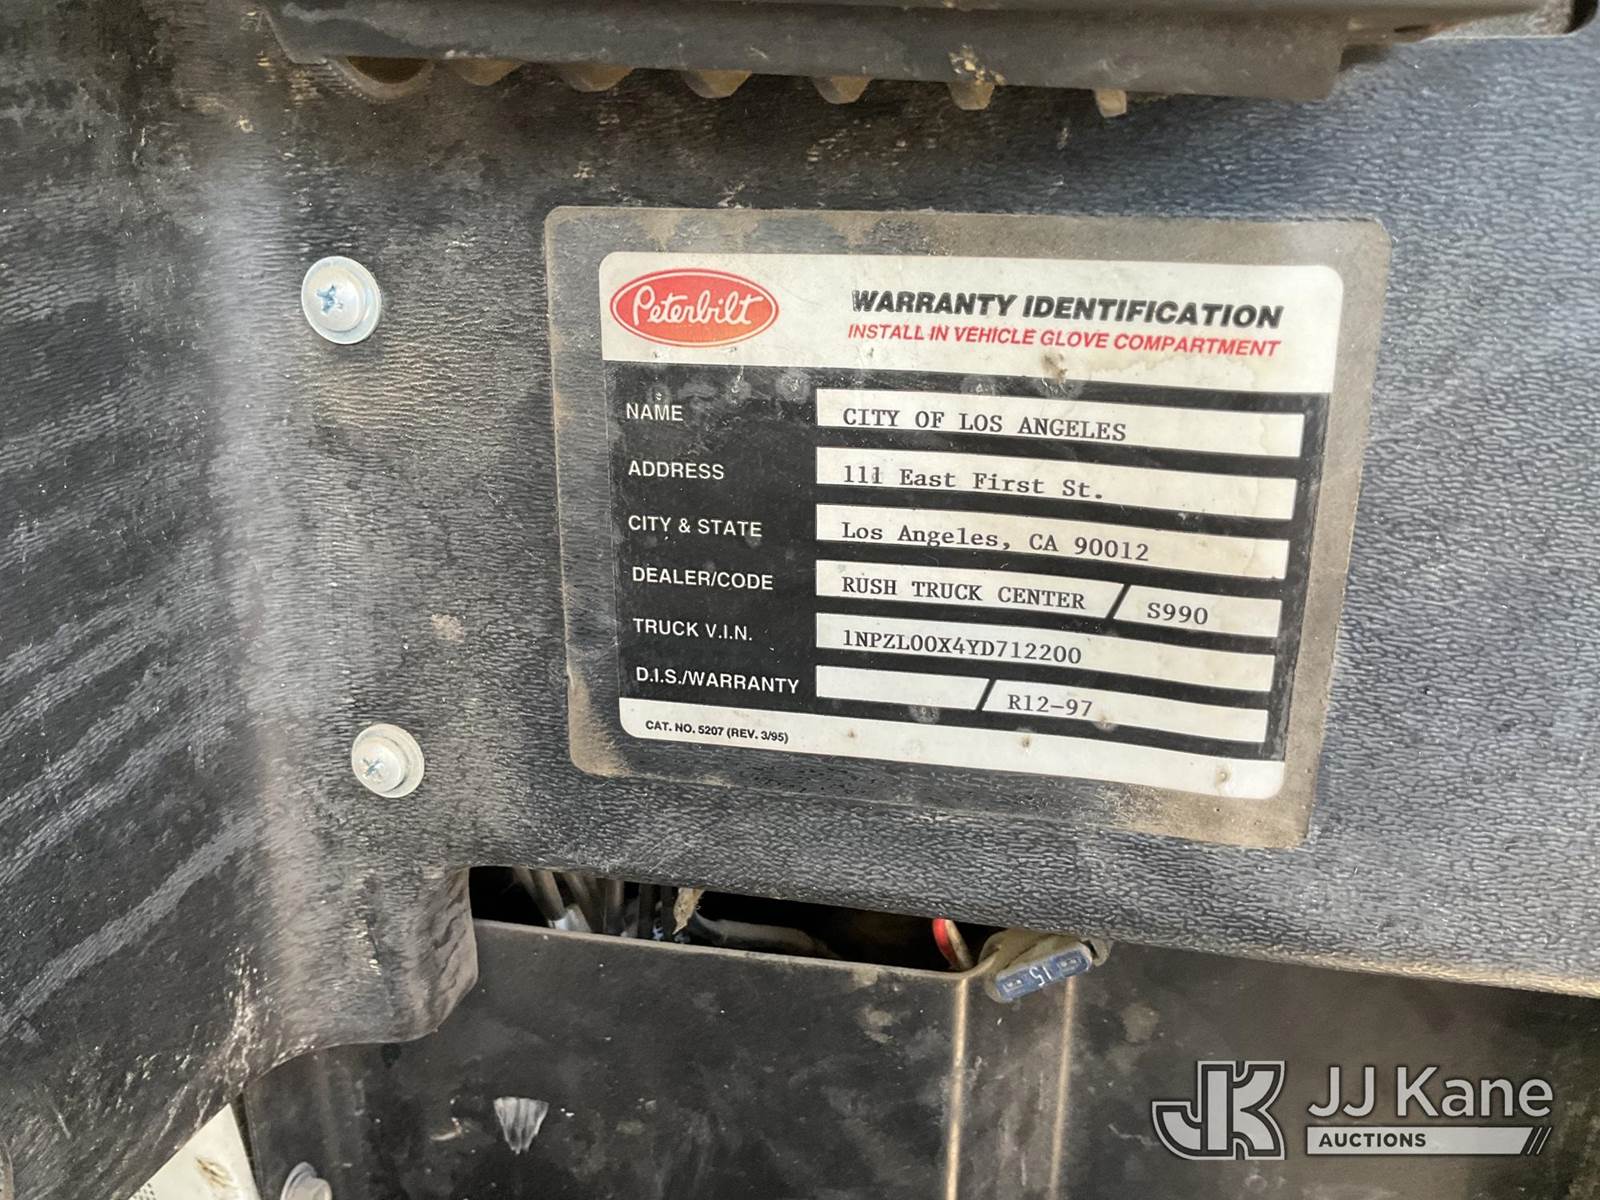 Peterbilt
WARRANTY IDENTIFICATION
INSTALL IN VEHICLE GLOVE COMPARTMENT
NAME CITY OF LOS ANGELES
ADDRESS 111 East First St.
CITY & STATE Los Angeles, CA 90012
DEALER/CODE RUSH TRUCK CENTER / S990
TRUCK V.I.N. 1NPZL00X4YD712200
D.I.S./WARRANTY / R12-97
CAT. NO. 5207 (REV. 3/95)
15
JK JJ Kane
AUCTIONS